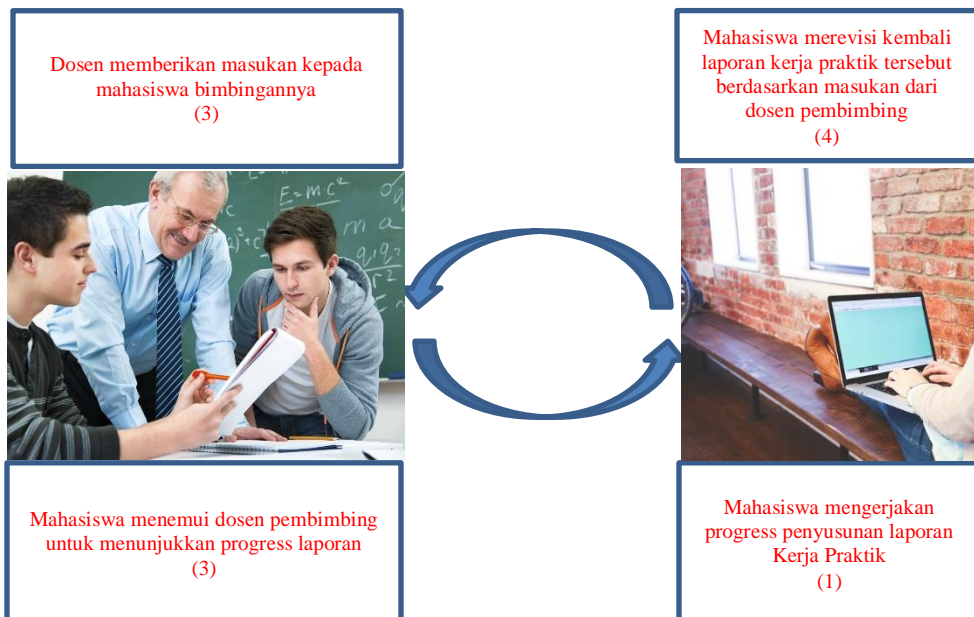 Dosen memberikan masukan kepada
mahasiswa bimbingannya
(3)
Mahasiswa merevisi kembali
laporan kerja praktik tersebut
berdasarkan masukan dari
dosen pembimbing
(4)
E=m·c²
Mahasiswa menemui dosen pembimbing
untuk menunjukkan progress laporan
(3)
Mahasiswa mengerjakan
progress penyusunan laporan
Kerja Praktik
(1)